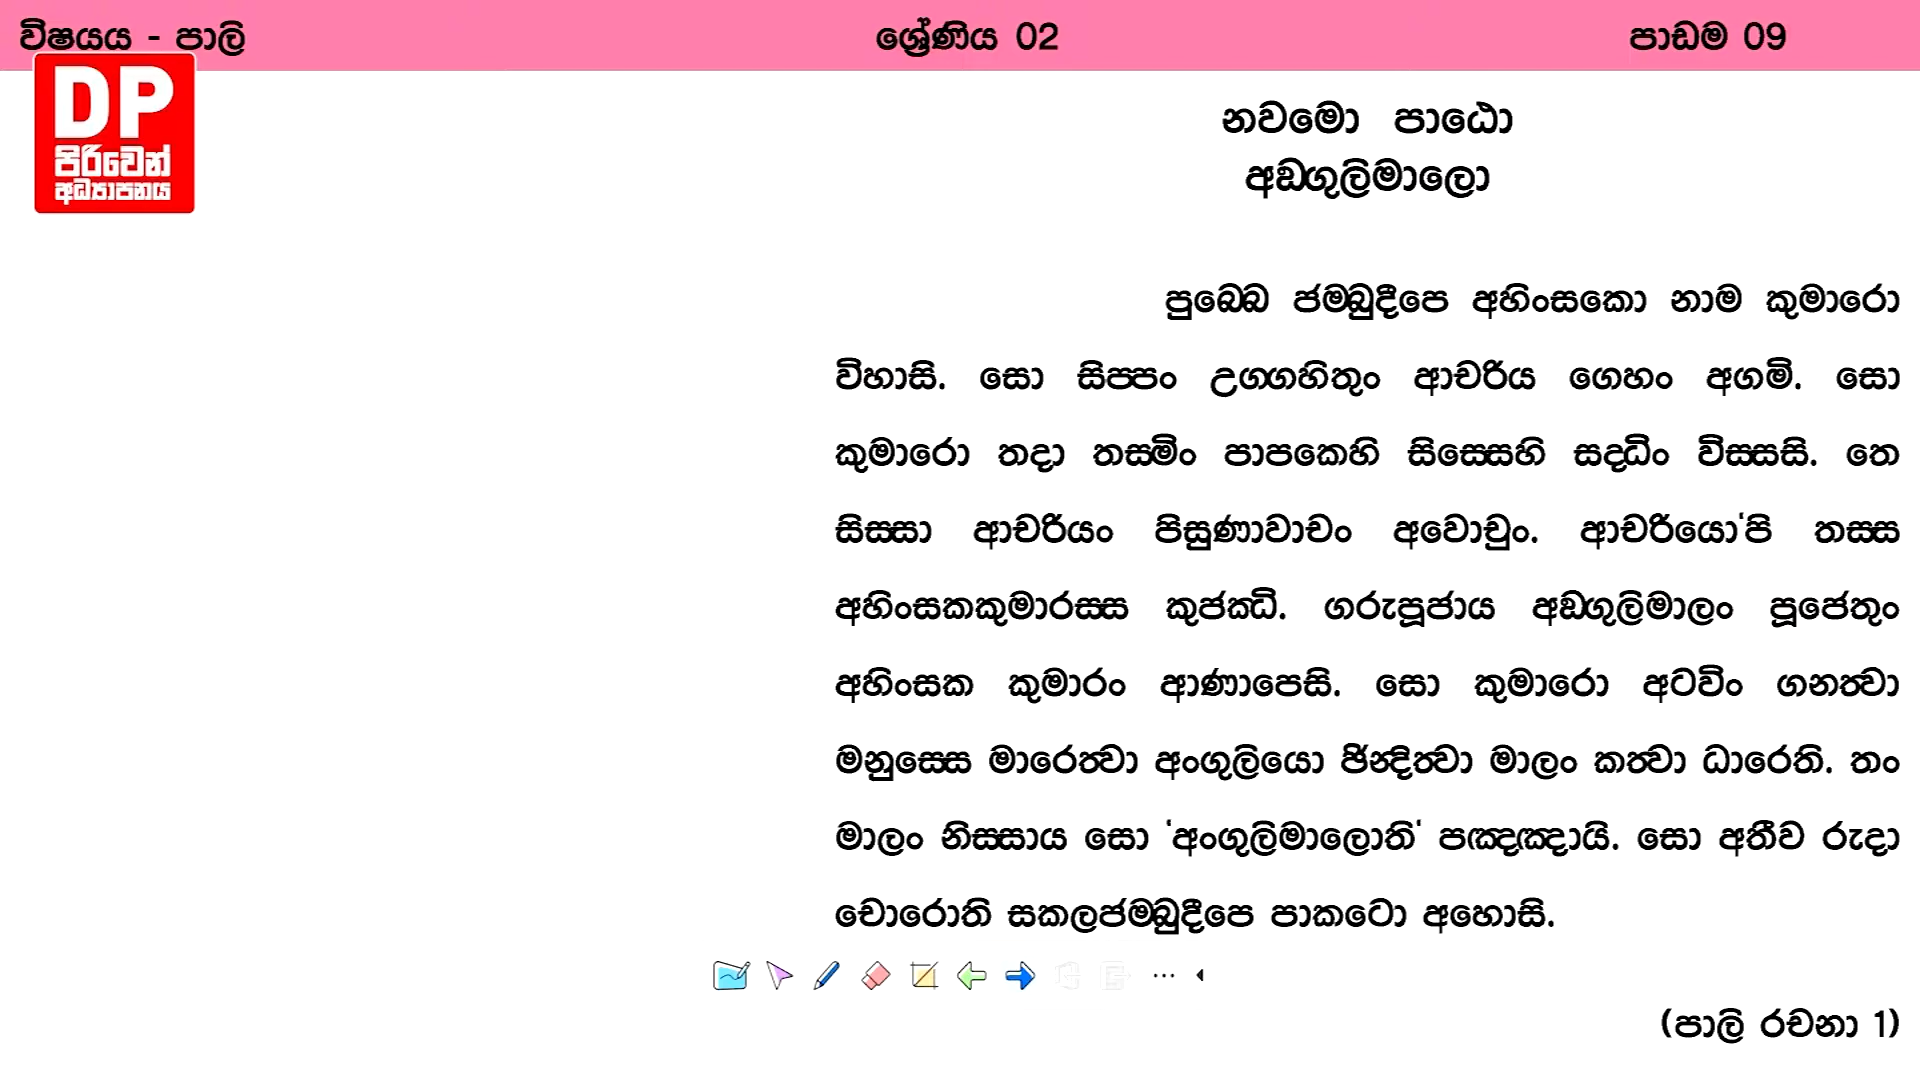 විෂයය - පාලි
ශ්‍රේණිය 02
පාඩම 09
DP
පිරිවෙන්
අධ්‍යාපනය
නවමො පාඨො
අඞ්ගුලිමාලො
පුබ්බෙ ජම්බුදීපෙ අහිංසකො නාම කුමාරො
විහාසි. සො සිප්පං උග්ගහිතුං ආචරිය ගෙහං අගමි. සො
කුමාරො තදා තස්මිං පාපකෙහි සිස්සෙහි සද්ධිං විස්සසි. තෙ
සිස්සා ආචරියං පිසුණාවාචං අවොචුං. ආචරියො'පි තස්ස
අහිංසකකුමාරස්ස කුජ්ඣි. ගරුපූජාය අඞ්ගුලිමාලං පූජෙතුං
අහිංසක කුමාරං ආණාපෙසි. සො කුමාරො අටවිං ගනත්වා
මනුස්සෙ මාරෙත්වා අංගුලියො ඡින්දිත්වා මාලං කත්වා ධාරෙති. තං
මාලං නිස්සාය සො 'අංගුලිමාලොති' පඤ්ඤායි. සො අතීව රුදා
චොරොති සකලජම්බුදීපෙ පාකටො අහොසි.
(පාලි රචනා 1)